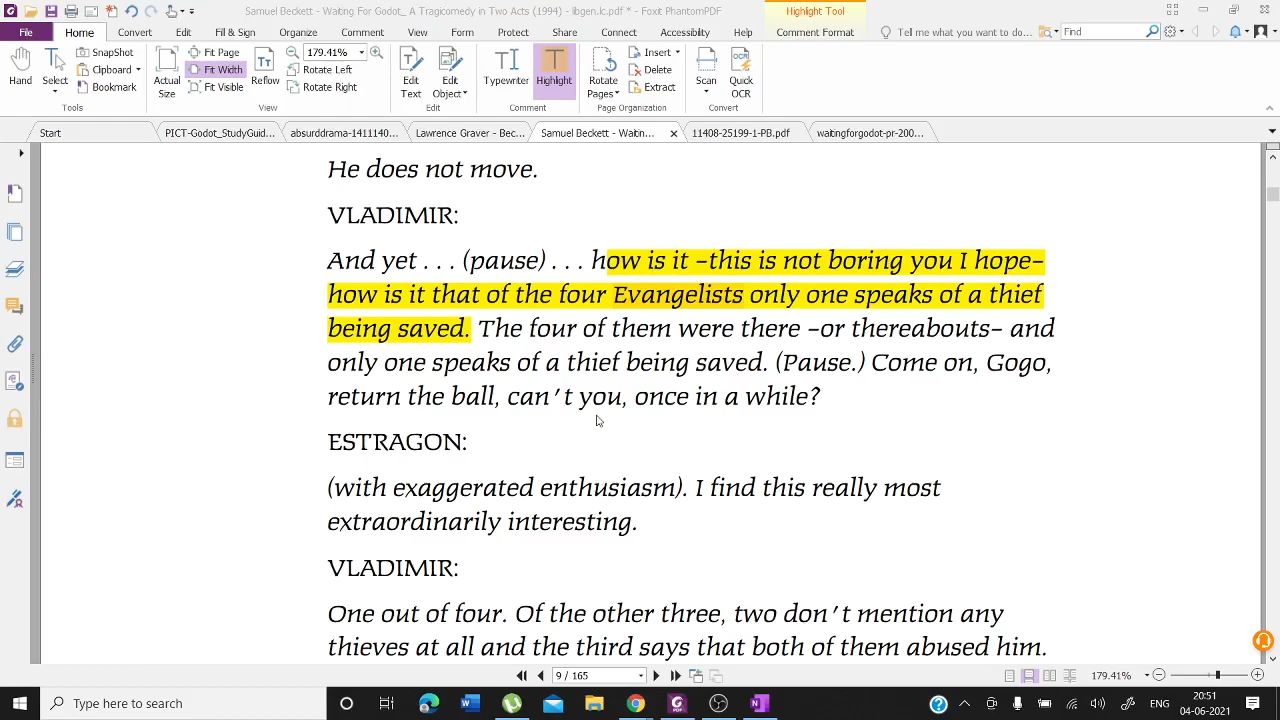 Samuel Beckett - Waiting For Godot_ A Tragicomedy in Two Acts (1994) - libgen.lc.pdf * - Foxit PhantomPDF
Highlight Tool
File Home Convert Edit Fill & Sign Organize Comment View Form Protect Share Connect Accessibility Help Comment Format Tell me what you want to do... Find
SnapShot
Clipboard
Bookmark
Hand
Select
Actual Size
Fit Page
Fit Width
Fit Visible
Reflow
179.41%
Rotate Left
Rotate Right
Edit Text
Edit Object
Typewriter
Highlight
Rotate Pages
Insert
Delete
Extract
Scan
Quick OCR
Tools View Edit Comment Page Organization Convert
Start PICT-Godot_StudyGuid... absurddrama-1411140... Lawrence Graver - Bec... Samuel Beckett - Waitin... 11408-25199-1-PB.pdf waitingforgodot-pr-200...
He does not move.
VLADIMIR:
And yet . . . (pause) . . . how is it –this is not boring you I hope–
how is it that of the four Evangelists only one speaks of a thief
being saved. The four of them were there –or thereabouts– and
only one speaks of a thief being saved. (Pause.) Come on, Gogo,
return the ball, can't you, once in a while?
ESTRAGON:
(with exaggerated enthusiasm). I find this really most
extraordinarily interesting.
VLADIMIR:
One out of four. Of the other three, two don't mention any
thieves at all and the third says that both of them abused him.
9 / 165
179.41%
Type here to search
ENG
20:51
04-06-2021